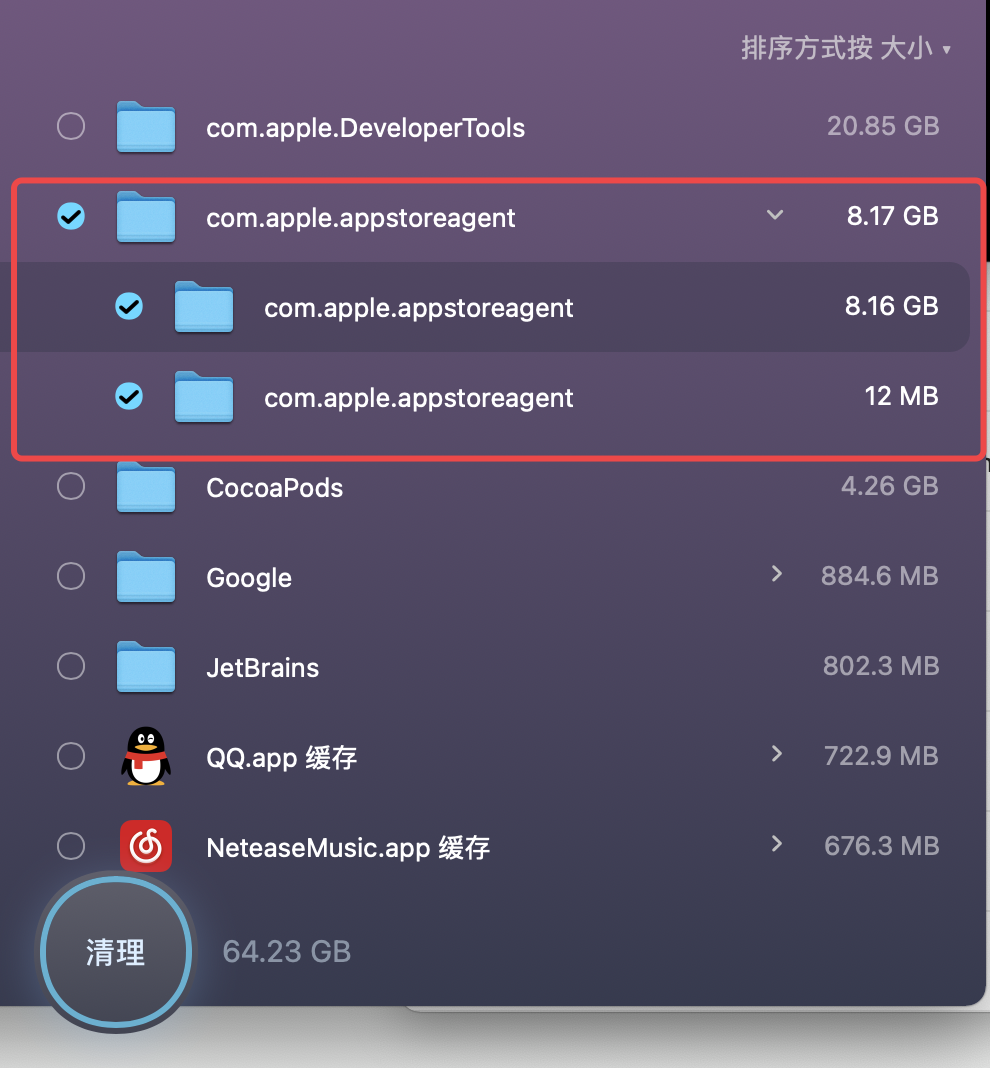 排序方式按 大小 ▾
com.apple.DeveloperTools 20.85 GB
com.apple.appstoreagent 8.17 GB
com.apple.appstoreagent 8.16 GB
com.apple.appstoreagent 12 MB
CocoaPods 4.26 GB
Google 884.6 MB
JetBrains 802.3 MB
QQ.app 缓存 722.9 MB
NeteaseMusic.app 缓存 676.3 MB
清理 64.23 GB